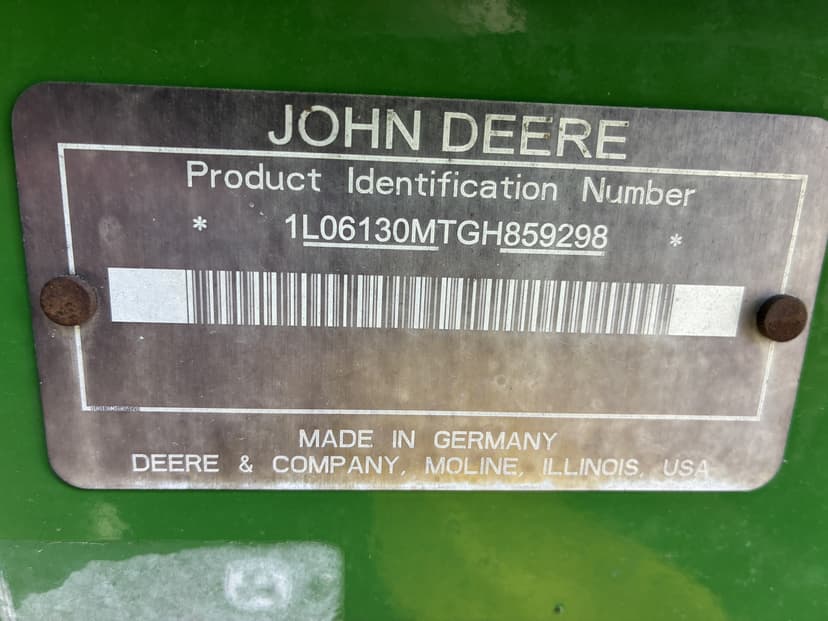 JOHN DEERE
Product Identification Number
* 1L06130MTGH859298 *
MADE IN GERMANY
DEERE & COMPANY, MOLINE, ILLINOIS, USA